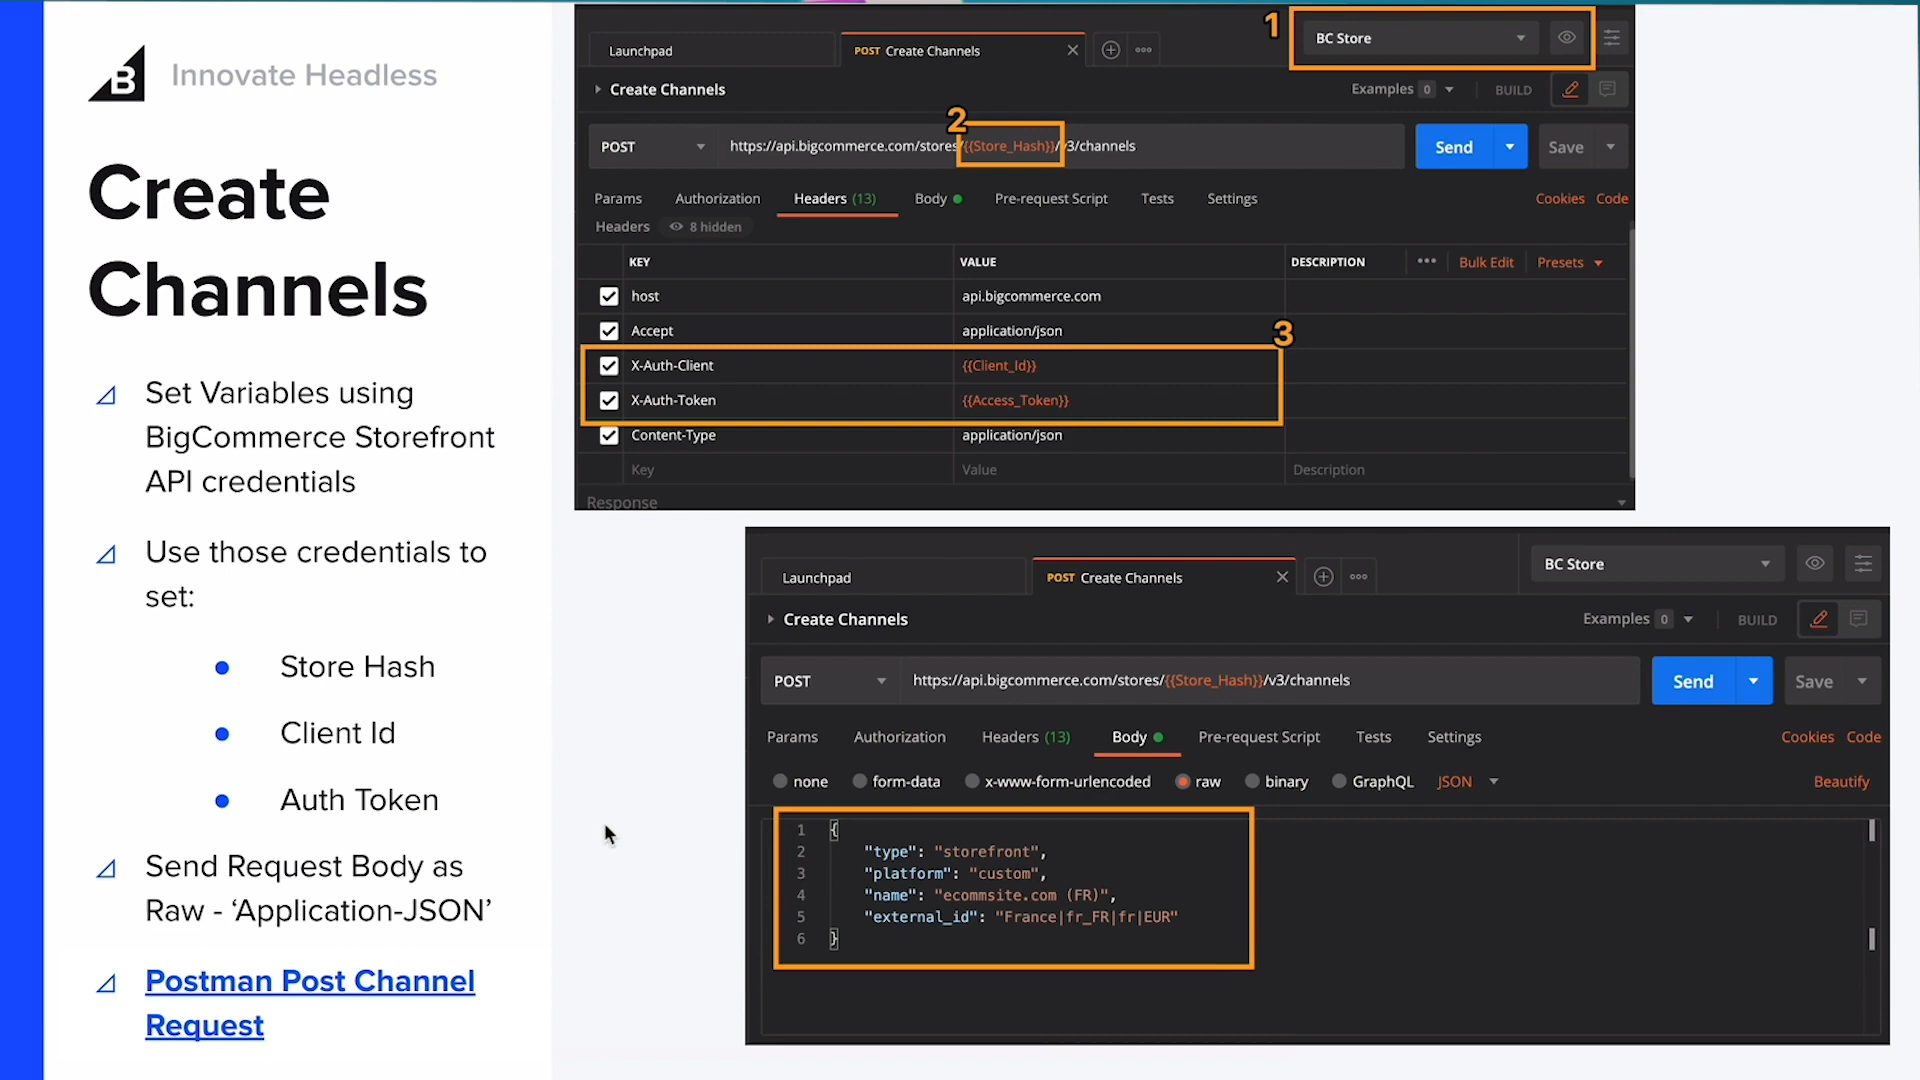 B Innovate Headless
Create
Channels
Set Variables using
BigCommerce Storefront
API credentials
Use those credentials to
set:
Store Hash
Client Id
Auth Token
Send Request Body as
Raw - ‘Application-JSON’
Postman Post Channel
Request
1
Launchpad POST Create Channels BC Store
Create Channels Examples 0 BUILD
2
POST https://api.bigcommerce.com/stores/{{Store_Hash}}/v3/channels Send Save
Params Authorization Headers (13) Body Pre-request Script Tests Settings Cookies Code
Headers 8 hidden
KEY VALUE DESCRIPTION Bulk Edit Presets
host api.bigcommerce.com
Accept application/json
3
X-Auth-Client {{Client_Id}}
X-Auth-Token {{Access_Token}}
Content-Type application/json
Key Value Description
Response
Launchpad POST Create Channels BC Store
Create Channels Examples 0 BUILD
POST https://api.bigcommerce.com/stores/{{Store_Hash}}/v3/channels Send Save
Params Authorization Headers (13) Body Pre-request Script Tests Settings Cookies Code
none form-data x-www-form-urlencoded raw binary GraphQL JSON Beautify
1 {
2 "type": "storefront",
3 "platform": "custom",
4 "name": "ecommsite.com (FR)",
5 "external_id": "France|fr_FR|fr|EUR"
6 }